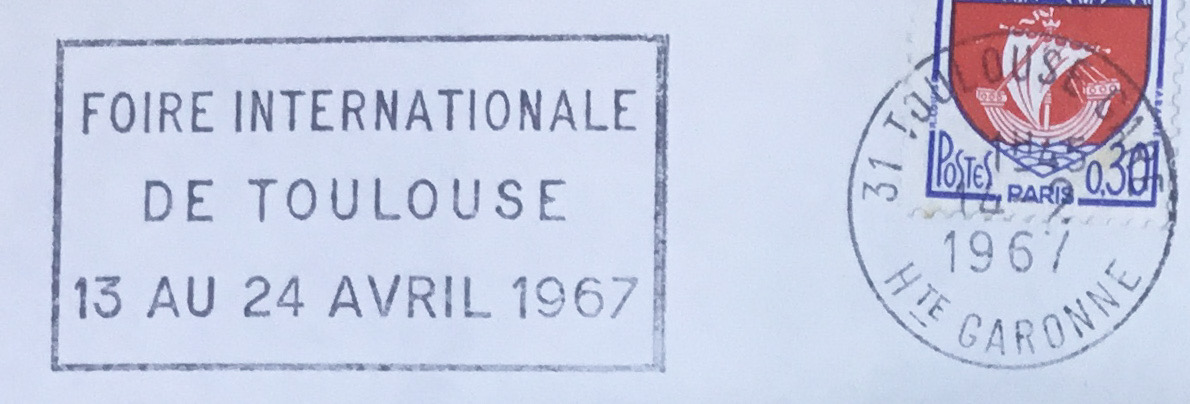 FOIRE INTERNATIONALE
DE TOULOUSE
13 AU 24 AVRIL 1967
31 TOULOUSE
1967
HTE GARONNE
POSTES
0,30
PARIS